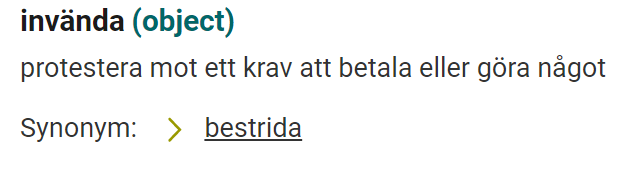 invända (object)
protestera mot ett krav att betala eller göra något
Synonym: bestrida